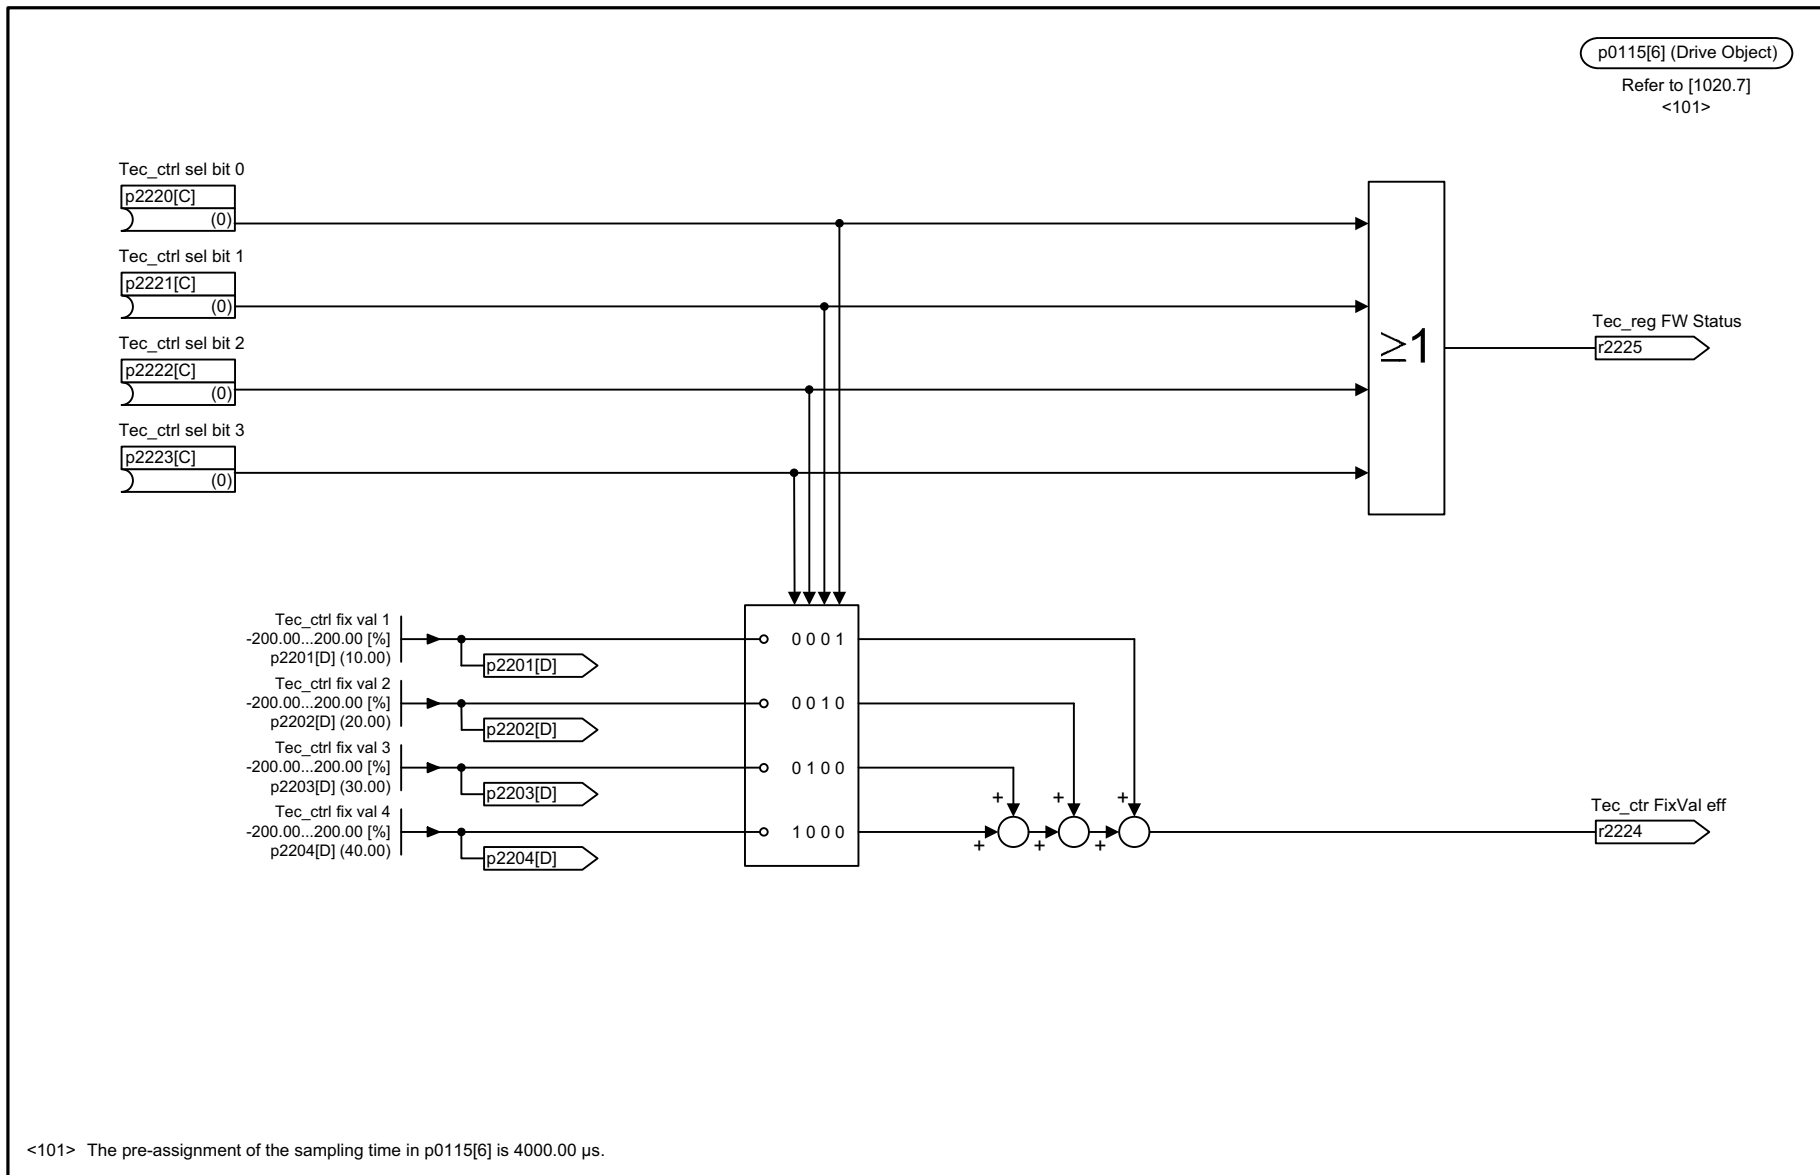 p0115[6] (Drive Object)
Refer to [1020.7]
<101>
Tec_ctrl sel bit 0
p2220[C]
(0)
Tec_ctrl sel bit 1
p2221[C]
(0)
Tec_ctrl sel bit 2
p2222[C]
(0)
Tec_ctrl sel bit 3
p2223[C]
(0)
≥1
Tec_reg FW Status
r2225
Tec_ctrl fix val 1
-200.00...200.00 [%]
p2201[D] (10.00)
p2201[D]
0 0 0 1
Tec_ctrl fix val 2
-200.00...200.00 [%]
p2202[D] (20.00)
p2202[D]
0 0 1 0
Tec_ctrl fix val 3
-200.00...200.00 [%]
p2203[D] (30.00)
p2203[D]
0 1 0 0
Tec_ctrl fix val 4
-200.00...200.00 [%]
p2204[D] (40.00)
p2204[D]
1 0 0 0
+ + +
+ + +
Tec_ctr FixVal eff
r2224
<101> The pre-assignment of the sampling time in p0115[6] is 4000.00 µs.